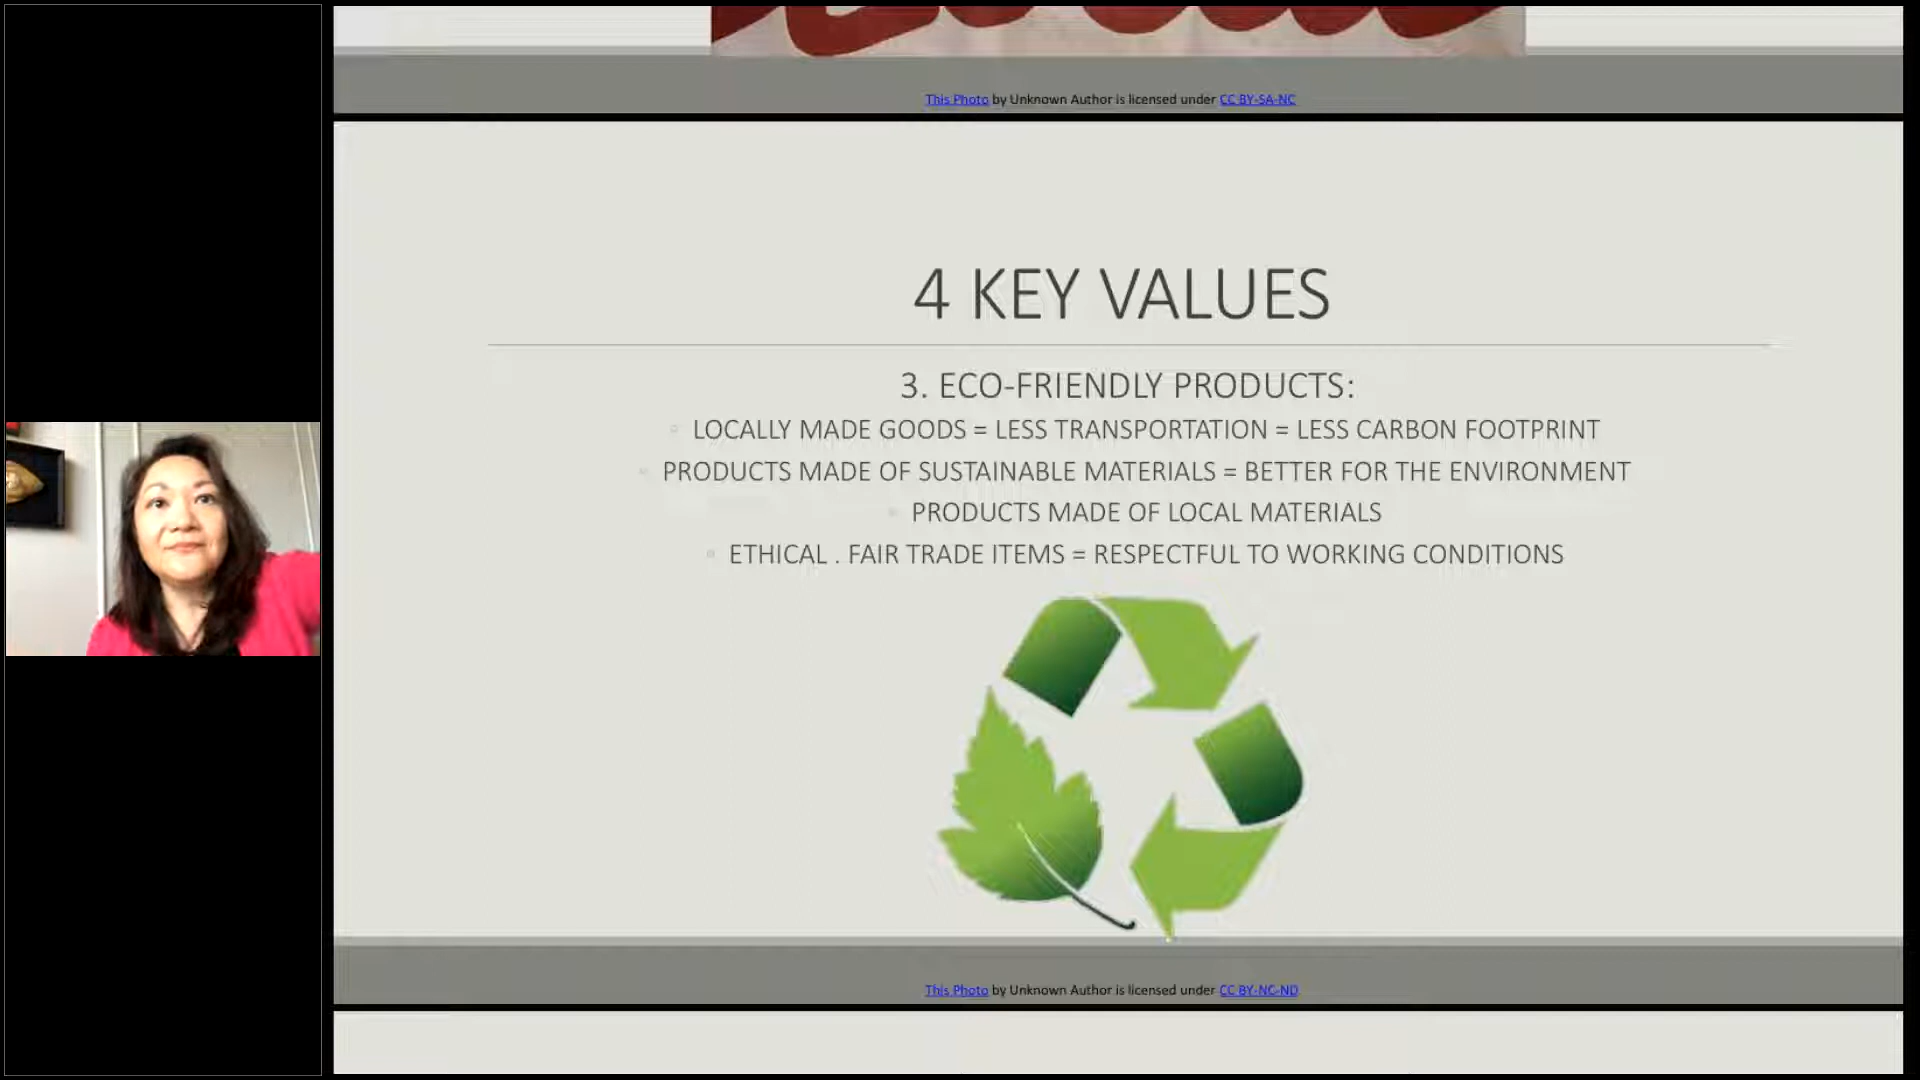 This Photo by Unknown Author is licensed under CC BY-SA-NC
4 KEY VALUES
3. ECO-FRIENDLY PRODUCTS:
LOCALLY MADE GOODS = LESS TRANSPORTATION = LESS CARBON FOOTPRINT
PRODUCTS MADE OF SUSTAINABLE MATERIALS = BETTER FOR THE ENVIRONMENT
PRODUCTS MADE OF LOCAL MATERIALS
ETHICAL . FAIR TRADE ITEMS = RESPECTFUL TO WORKING CONDITIONS
This Photo by Unknown Author is licensed under CC BY-NC-ND